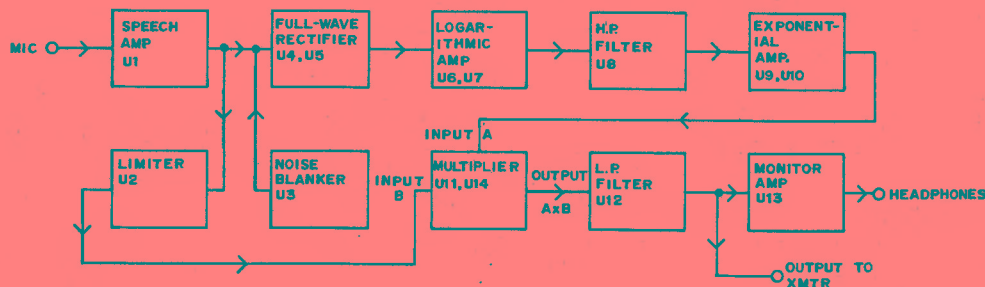 MIC
SPEECH
AMP
U1
FULL-WAVE
RECTIFIER
U4,U5
LOGAR-
ITHMIC
AMP
U6,U7
H.P.
FILTER
U8
EXPONENT-
IAL
AMP.
U9,U10
LIMITER
U2
NOISE
BLANKER
U3
INPUT
B
INPUT A
MULTIPLIER
U11,U14
OUTPUT
AxB
L.P.
FILTER
U12
MONITOR
AMP
U13
HEADPHONES
OUTPUT TO
XMTR